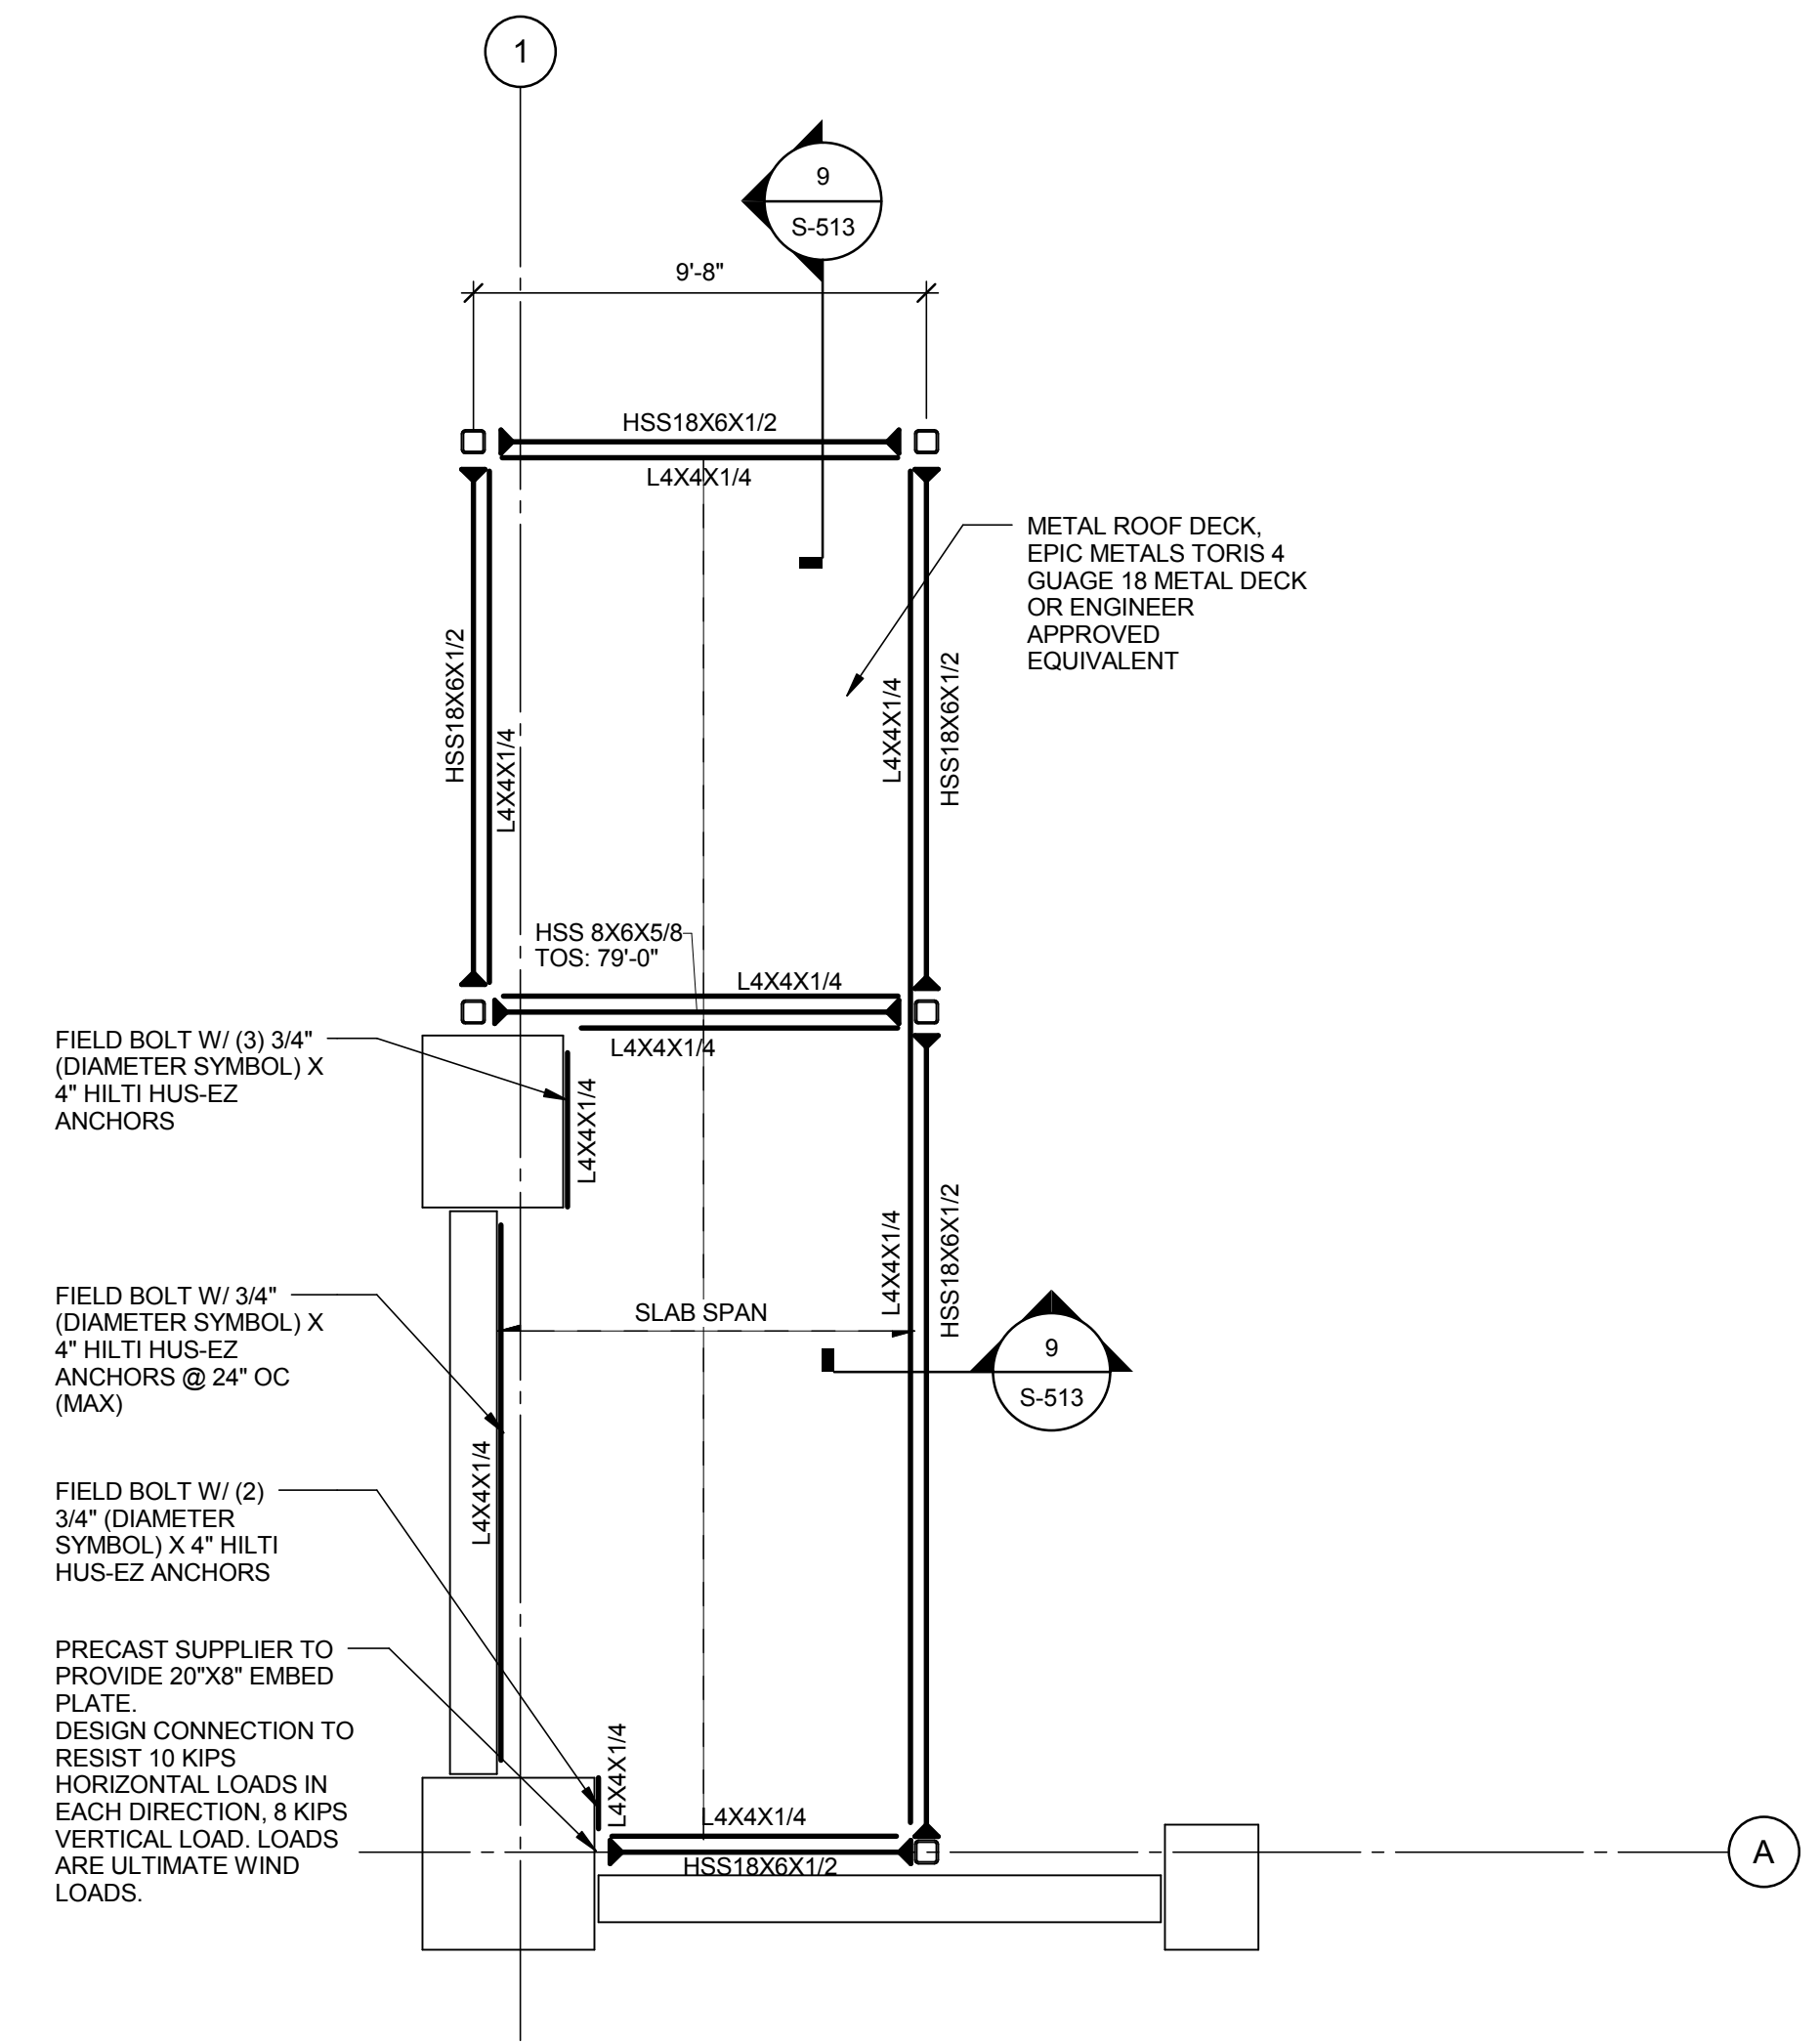 1
9
S-513
9'-8"
HSS18X6X1/2
L4X4X1/4
METAL ROOF DECK,
EPIC METALS TORIS 4
GUAGE 18 METAL DECK
OR ENGINEER
APPROVED
EQUIVALENT
HSS18X6X1/2
L4X4X1/4
L4X4X1/4
HSS18X6X1/2
HSS 8X6X5/8
TOS: 79'-0"
L4X4X1/4
L4X4X1/4
FIELD BOLT W/ (3) 3/4"
(DIAMETER SYMBOL) X
4" HILTI HUS-EZ
ANCHORS
L4X4X1/4
L4X4X1/4
HSS18X6X1/2
FIELD BOLT W/ 3/4"
(DIAMETER SYMBOL) X
4" HILTI HUS-EZ
ANCHORS @ 24" OC
(MAX)
SLAB SPAN
9
S-513
L4X4X1/4
FIELD BOLT W/ (2)
3/4" (DIAMETER
SYMBOL) X 4" HILTI
HUS-EZ ANCHORS
PRECAST SUPPLIER TO
PROVIDE 20"X8" EMBED
PLATE.
DESIGN CONNECTION TO
RESIST 10 KIPS
HORIZONTAL LOADS IN
EACH DIRECTION, 8 KIPS
VERTICAL LOAD. LOADS
ARE ULTIMATE WIND
LOADS.
L4X4X1/4
L4X4X1/4
HSS18X6X1/2
A